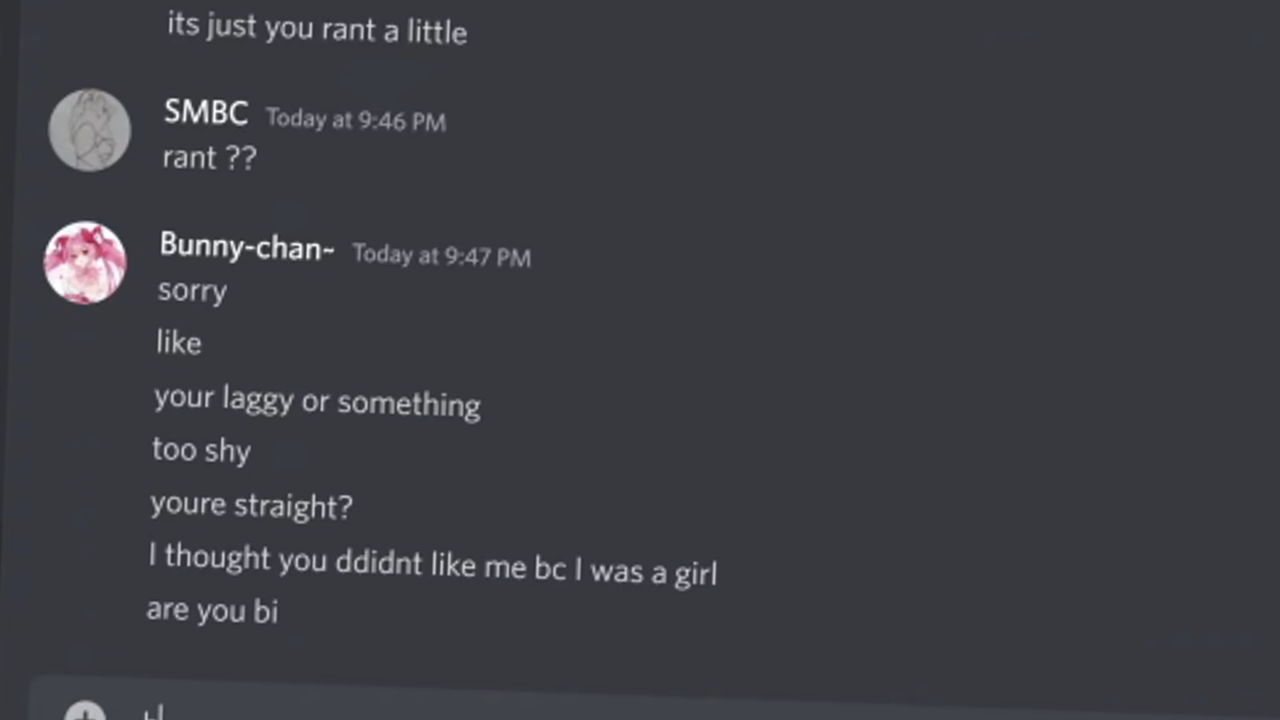 its just you rant a little
SMBC Today at 9:46 PM
rant ??
Bunny-chan~ Today at 9:47 PM
sorry
like
your laggy or something
too shy
youre straight?
I thought you ddidnt like me bc I was a girl
are you bi